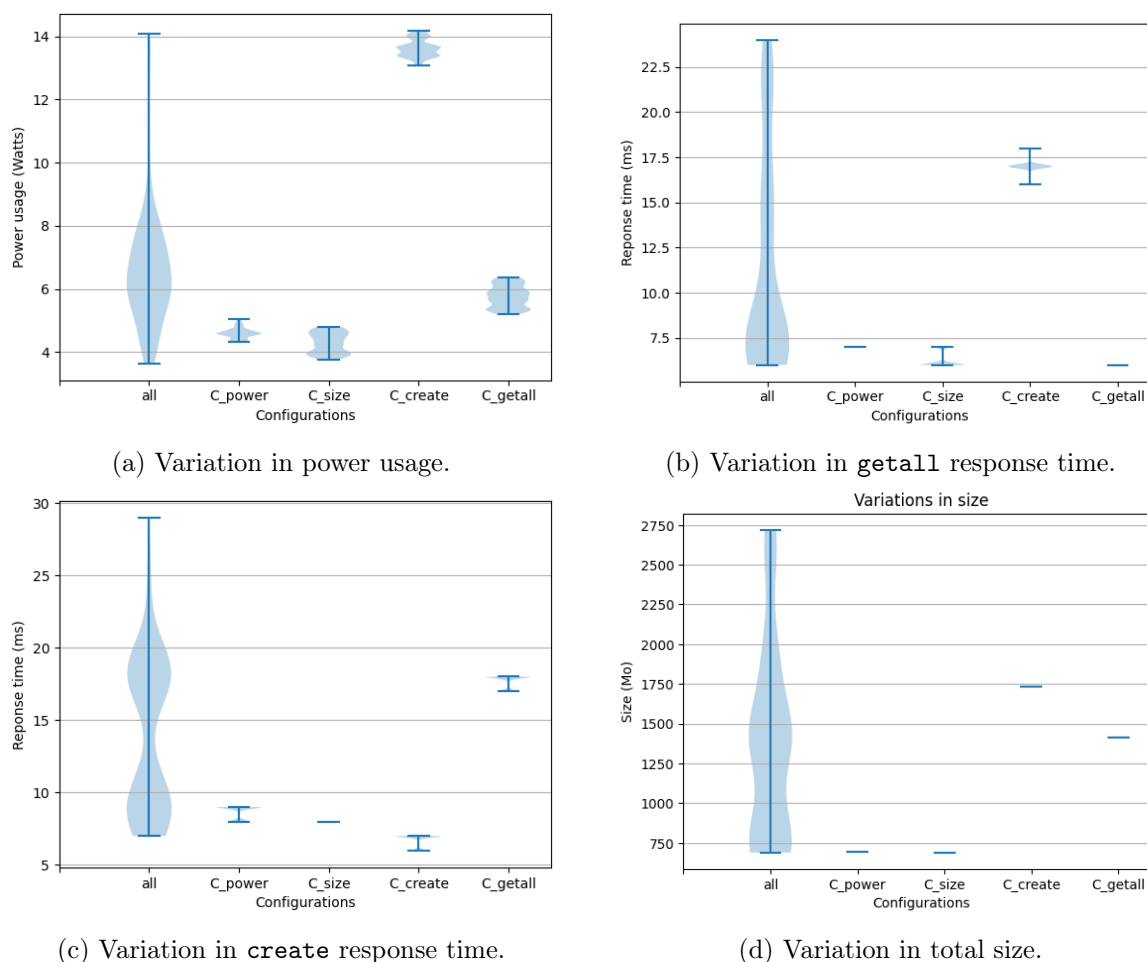 14
12
10
8
6
4
Power usage (Watts)
all C_power C_size C_create C_getall
Configurations
(a) Variation in power usage.
22.5
20.0
17.5
15.0
12.5
10.0
7.5
Reponse time (ms)
all C_power C_size C_create C_getall
Configurations
(b) Variation in getall response time.
30
25
20
15
10
5
Reponse time (ms)
all C_power C_size C_create C_getall
Configurations
(c) Variation in create response time.
Variations in size
2750
2500
2250
2000
1750
1500
1250
1000
750
Size (Mo)
all C_power C_size C_create C_getall
Configurations
(d) Variation in total size.